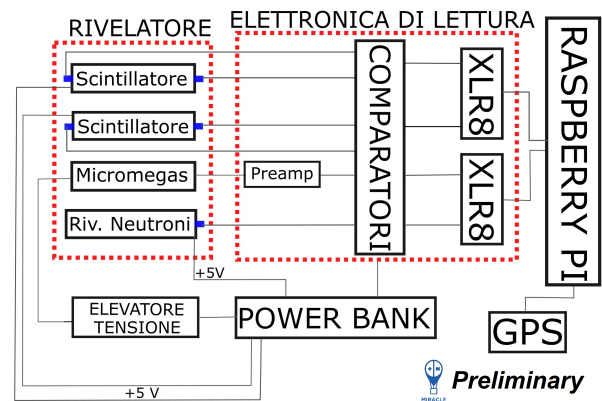 RIVELATORE
ELETTRONICA DI LETTURA
Scintillatore
Scintillatore
Micromegas
Riv. Neutroni
Preamp
COMPARATORI
XLR8
XLR8
RASPBERRY PI
+5V
ELEVATORE
TENSIONE
POWER BANK
GPS
+5 V
MIRACLE
Preliminary